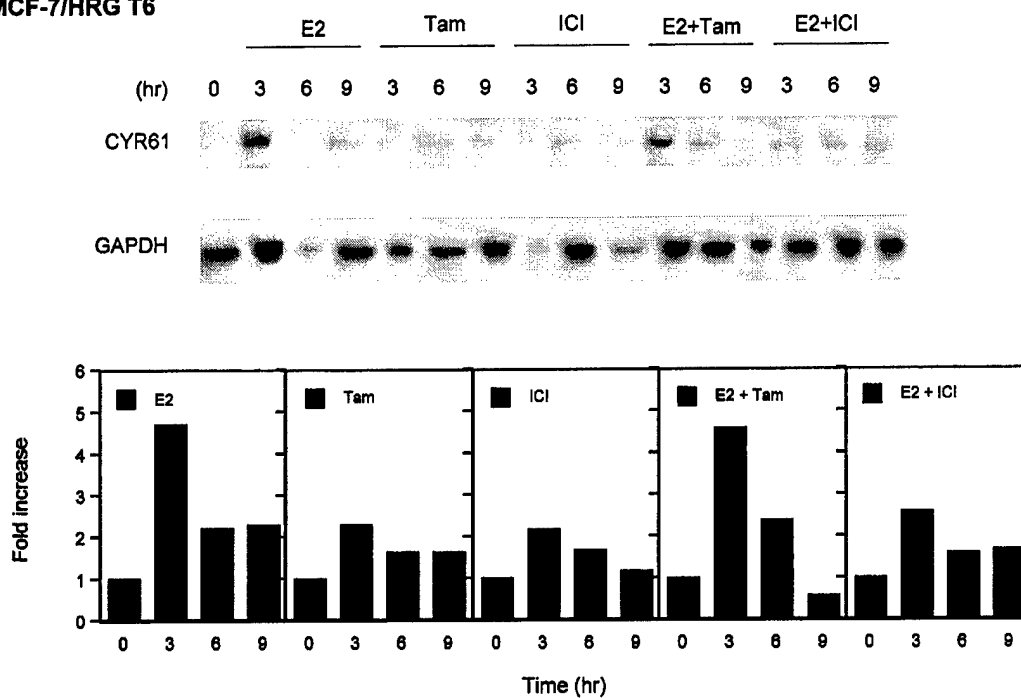 MCF-7/HRG T6
E2 Tam ICI E2+Tam E2+ICI
(hr) 0 3 6 9 3 6 9 3 6 9 3 6 9 3 6 9
CYR61
GAPDH
Fold increase
6
5
4
3
2
1
0
E2 Tam ICI E2 + Tam E2 + ICI
0 3 6 9 0 3 6 9 0 3 6 9 0 3 6 9 0 3 6 9
Time (hr)